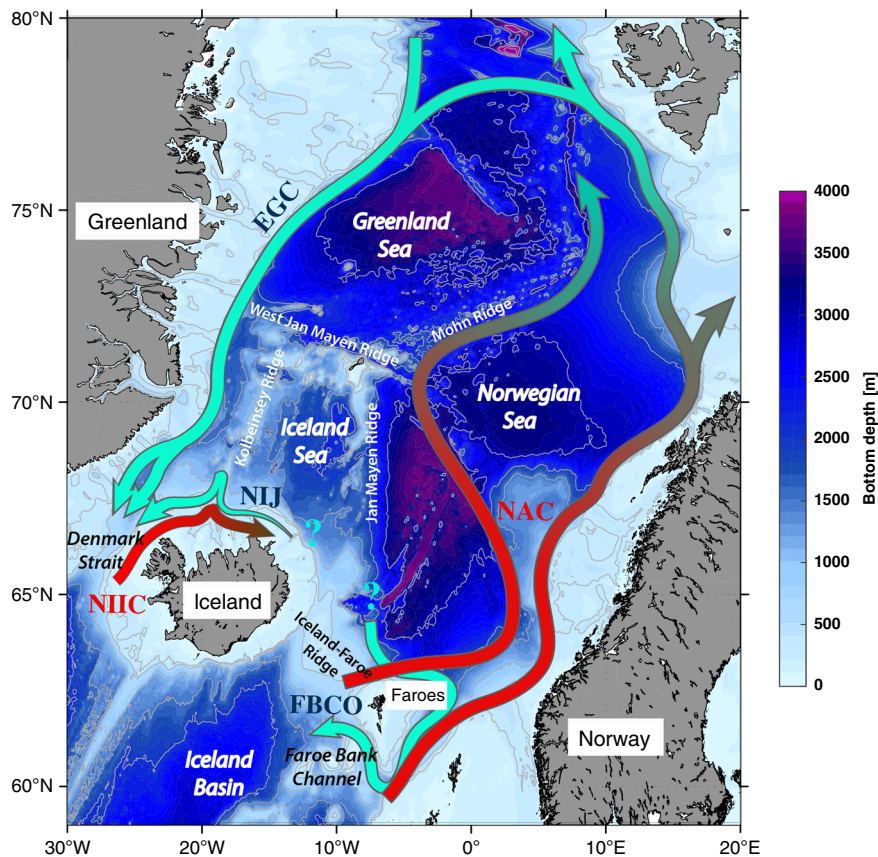 80°N
75°N
70°N
65°N
60°N
30°W
20°W
10°W
0°
10°E
20°E
Greenland
EGC
Greenland
Sea
West Jan Mayen Ridge
Mohn Ridge
Kolbeinsey Ridge
Iceland
Sea
Jan Mayen Ridge
Norwegian
Sea
NIJ
?
NAC
Denmark
Strait
NIIC
Iceland
?
Iceland-Faroe
Ridge
FBCO
Faroes
Faroe Bank
Channel
Iceland
Basin
Norway
4000
3500
3000
2500
2000
1500
1000
500
0
Bottom depth [m]